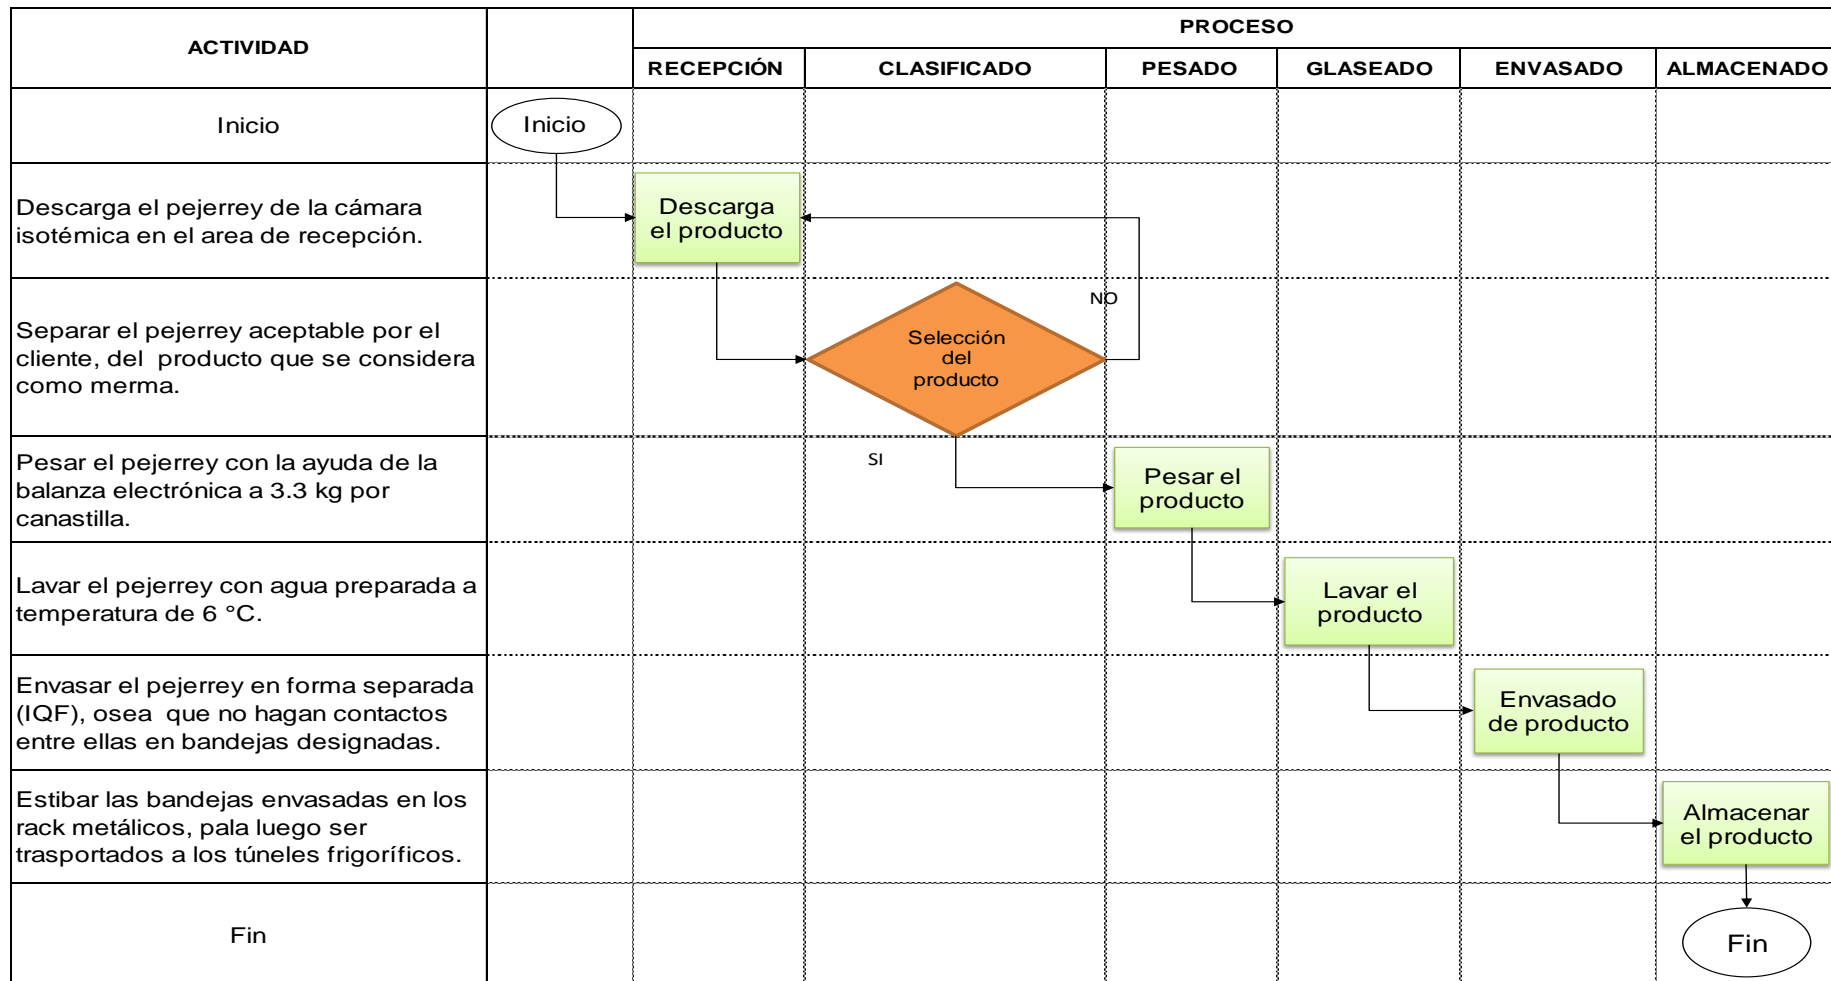 ACTIVIDAD
PROCESO
RECEPCIÓN
CLASIFICADO
PESADO
GLASEADO
ENVASADO
ALMACENADO
Inicio
Inicio
Descarga el pejerrey de la cámara
isotémica en el area de recepción.
Descarga
el producto
Separar el pejerrey aceptable por el
cliente, del producto que se considera
como merma.
Selección
del
producto
NO
Pesar el pejerrey con la ayuda de la
balanza electrónica a 3.3 kg por
canastilla.
SI
Pesar el
producto
Lavar el pejerrey con agua preparada a
temperatura de 6 °C.
Lavar el
producto
Envasar el pejerrey en forma separada
(IQF), osea que no hagan contactos
entre ellas en bandejas designadas.
Envasado
de producto
Estibar las bandejas envasadas en los
rack metálicos, pala luego ser
trasportados a los túneles frigoríficos.
Almacenar
el producto
Fin
Fin